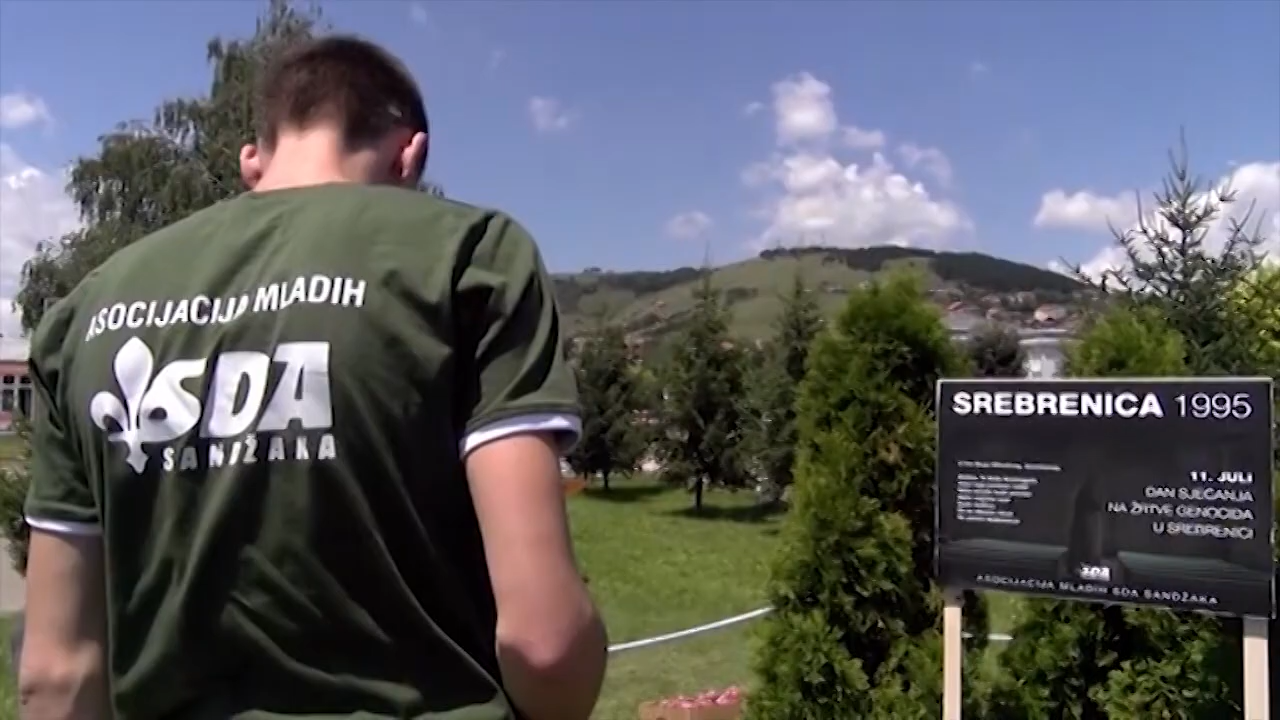 ASOCIJACIJA MLADIH
SDA
SANDŽAKA
SREBRENICA 1995
11. JULI
DAN SJEĆANJA
NA ŽRTVE GENOCIDA
U SREBRENICI
SDA
ASOCIJACIJA MLADIH SDA SANDŽAKA